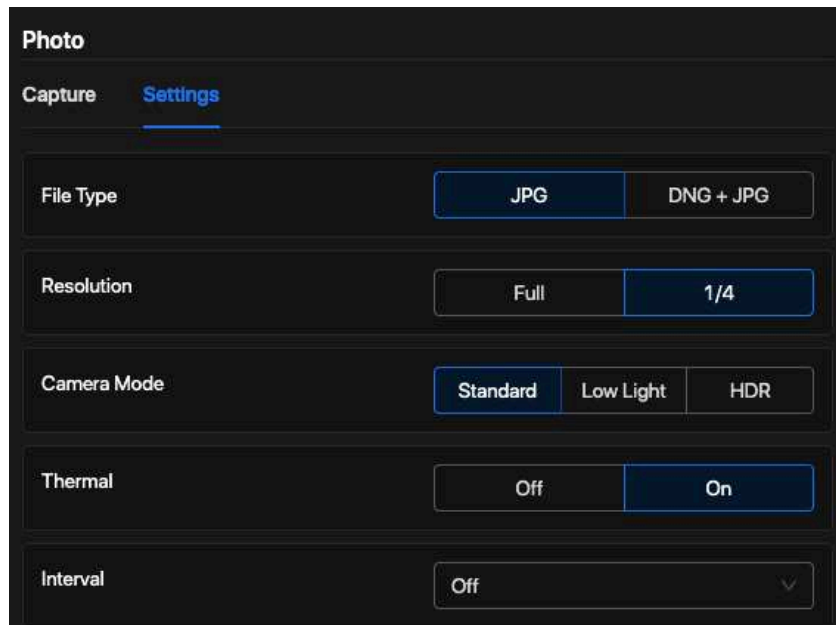 Photo
Capture Settings
File Type JPG DNG + JPG
Resolution Full 1/4
Camera Mode Standard Low Light HDR
Thermal Off On
Interval Off